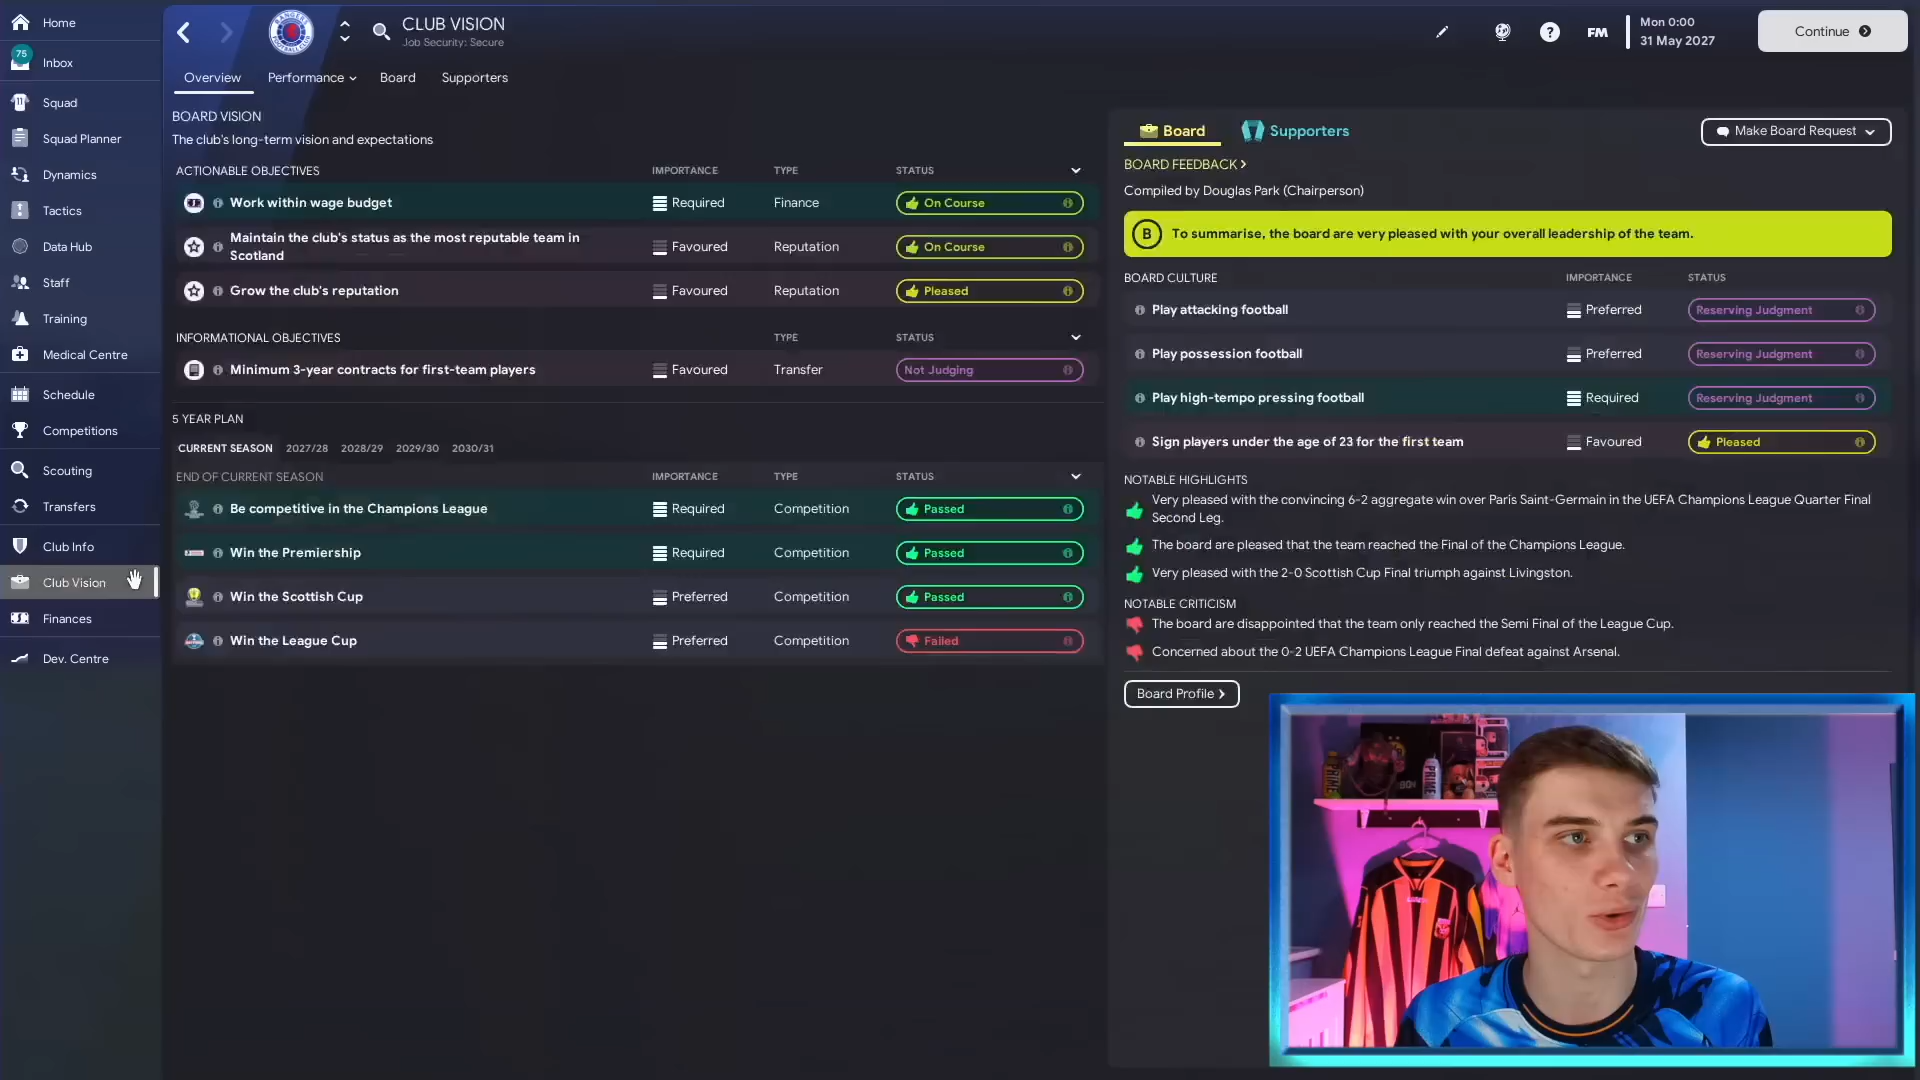 Home
75
Inbox
Squad
Squad Planner
Dynamics
Tactics
Data Hub
Staff
Training
Medical Centre
Schedule
Competitions
Scouting
Transfers
Club Info
Club Vision
Finances
Dev. Centre
CLUB VISION
Job Security: Secure
FM
Mon 0:00
31 May 2027
Continue
Overview Performance Board Supporters
BOARD VISION
The club's long-term vision and expectations
ACTIONABLE OBJECTIVES IMPORTANCE TYPE STATUS
Work within wage budget Required Finance On Course
Maintain the club's status as the most reputable team in
Scotland Favoured Reputation On Course
Grow the club's reputation Favoured Reputation Pleased
INFORMATIONAL OBJECTIVES TYPE STATUS
Minimum 3-year contracts for first-team players Favoured Transfer Not Judging
5 YEAR PLAN
CURRENT SEASON 2027/28 2028/29 2029/30 2030/31
END OF CURRENT SEASON IMPORTANCE TYPE STATUS
Be competitive in the Champions League Required Competition Passed
Win the Premiership Required Competition Passed
Win the Scottish Cup Preferred Competition Passed
Win the League Cup Preferred Competition Failed
Board Supporters Make Board Request
BOARD FEEDBACK
Compiled by Douglas Park (Chairperson)
B To summarise, the board are very pleased with your overall leadership of the team.
BOARD CULTURE IMPORTANCE STATUS
Play attacking football Preferred Reserving Judgment
Play possession football Preferred Reserving Judgment
Play high-tempo pressing football Required Reserving Judgment
Sign players under the age of 23 for the first team Favoured Pleased
NOTABLE HIGHLIGHTS
Very pleased with the convincing 6-2 aggregate win over Paris Saint-Germain in the UEFA Champions League Quarter Final
Second Leg.
The board are pleased that the team reached the Final of the Champions League.
Very pleased with the 2-0 Scottish Cup Final triumph against Livingston.
NOTABLE CRITICISM
The board are disappointed that the team only reached the Semi Final of the League Cup.
Concerned about the 0-2 UEFA Champions League Final defeat against Arsenal.
Board Profile
PRIME
PRIME